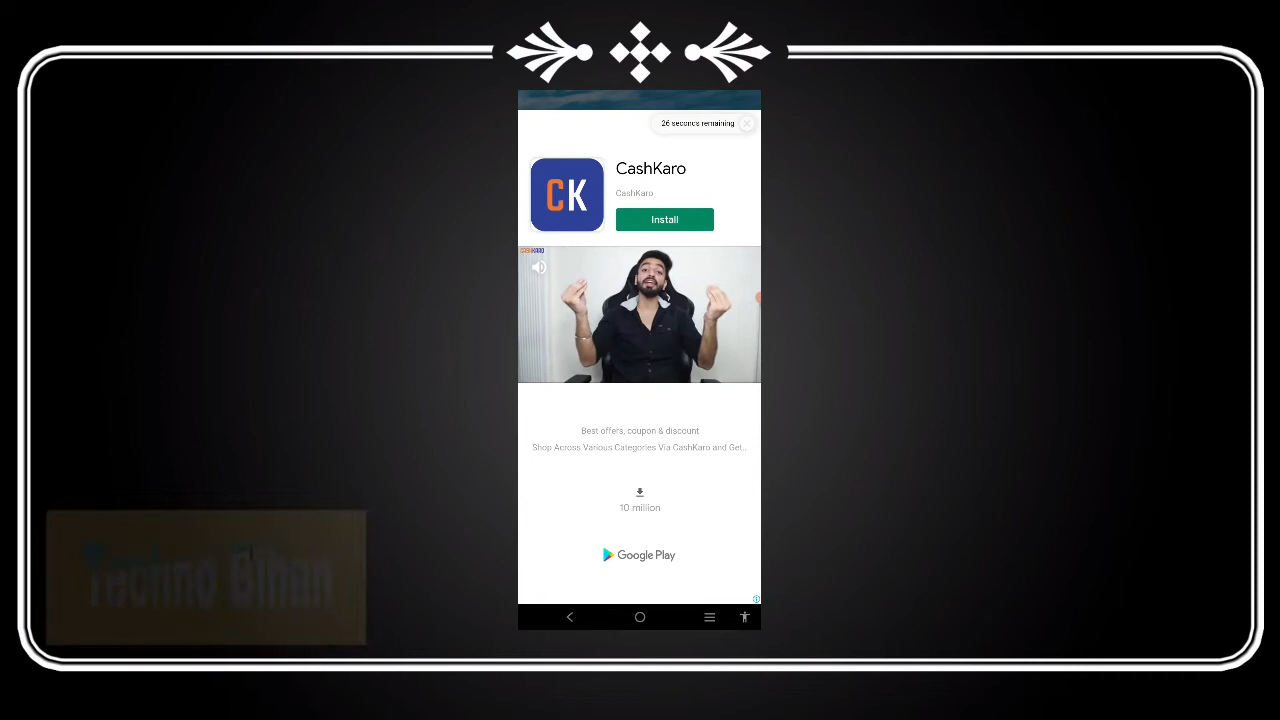 26 seconds remaining
CK
CashKaro
CashKaro
Install
CASHKARO
Best offers, coupon & discount
Shop Across Various Categories Via CashKaro and Get..
10 million
Google Play
Techno Bihan